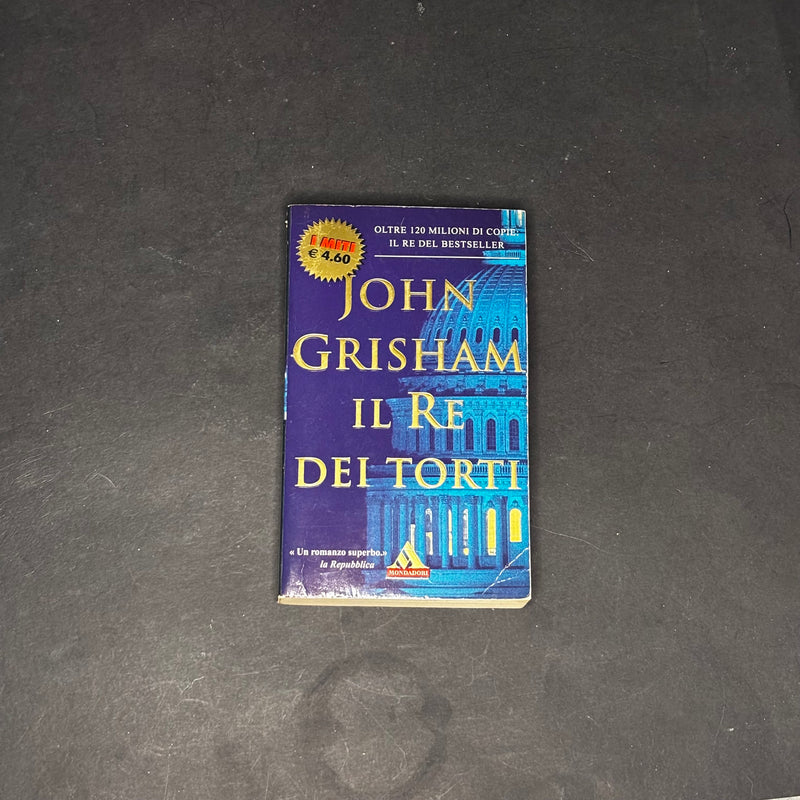 I MITI
€ 4.60
OLTRE 120 MILIONI DI COPIE:
IL RE DEL BESTSELLER
JOHN
GRISHAM
IL RE
DEI TORTI
« Un romanzo superbo.»
la Repubblica
MONDADORI